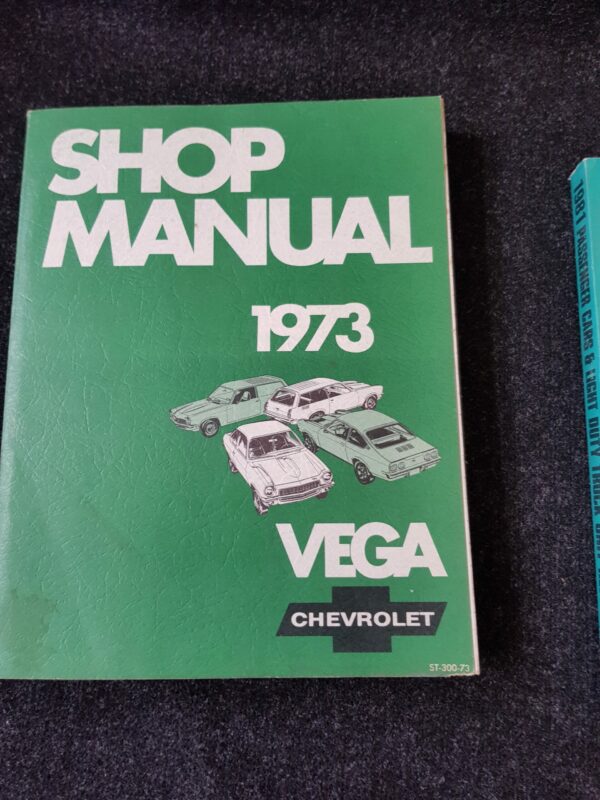 SHOP
MANUAL
1973
VEGA
CHEVROLET
ST-300-73
1981 PASSENGER CARS & LIGHT DUTY TRUCK